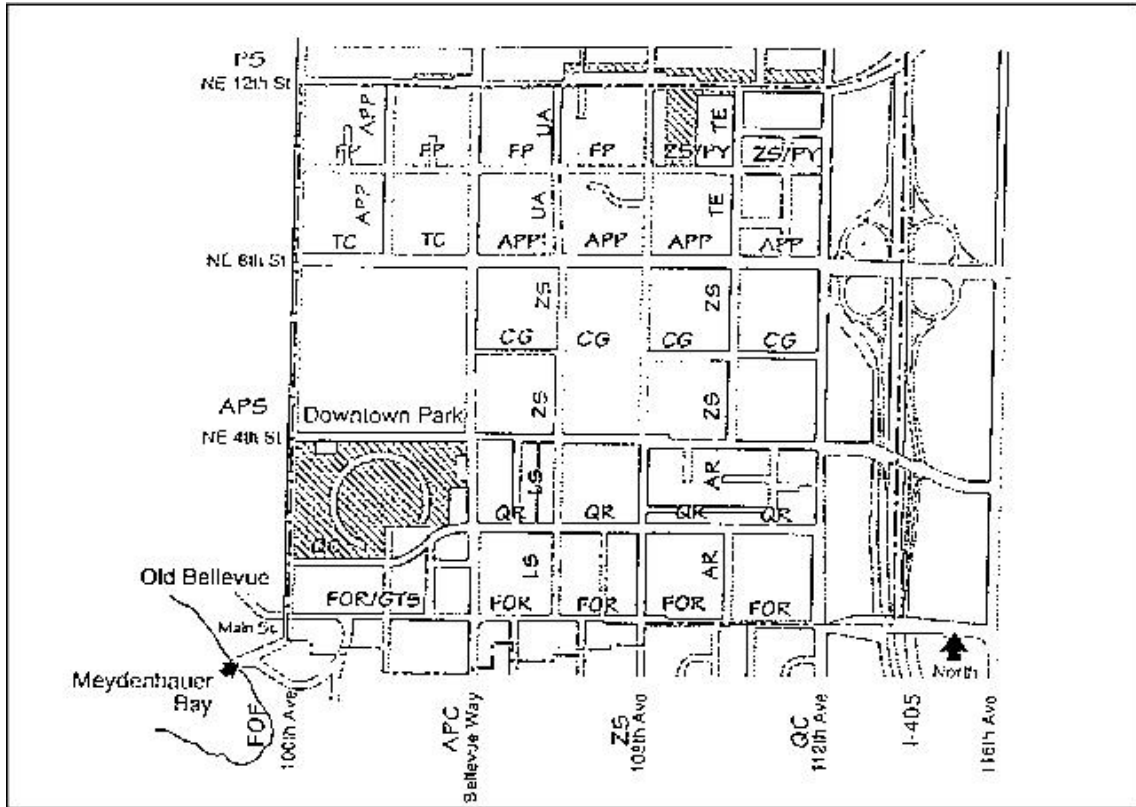 PS
NE 12th St
APP
UA
TE
FP
FP
FP
ZS/PY
ZS/PY
APP
UA
TE
TC
TC
APP
APP
APP
APP
NE 8th St
ZS
ZS
CG
CG
CG
CG
ZS
ZS
APS
Downtown Park
NE 4th St
LS
AR
QR
QR
QR
QR
LS
AR
Old Bellevue
FOR/GTS
FOR
FOR
FOR
FOR
Main St
Meydenbauer
Bay
North
100th Ave
APC
Bellevue Way
ZS
108th Ave
QC
112th Ave
I-405
116th Ave